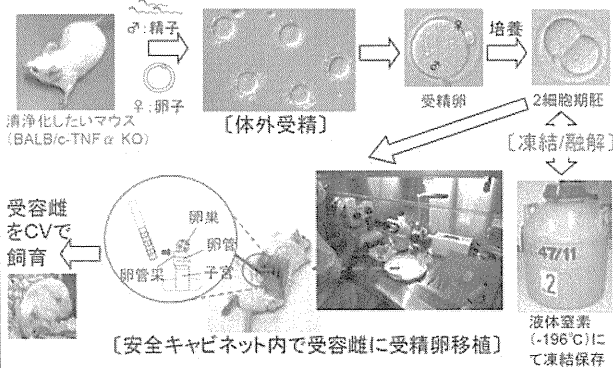 ♂:精子
♀:卵子
清浄化したいマウス
(BALB/c-TNFα KO)
[体外受精]
♀
♂
受精卵
培養
2細胞期胚
[凍結/融解]
47/11
2
液体窒素
(-196℃)に
て凍結保存
卵巣
卵管
卵管采
子宮
[安全キャビネット内で受容雌に受精卵移植]
受容雌
をCVで
飼育